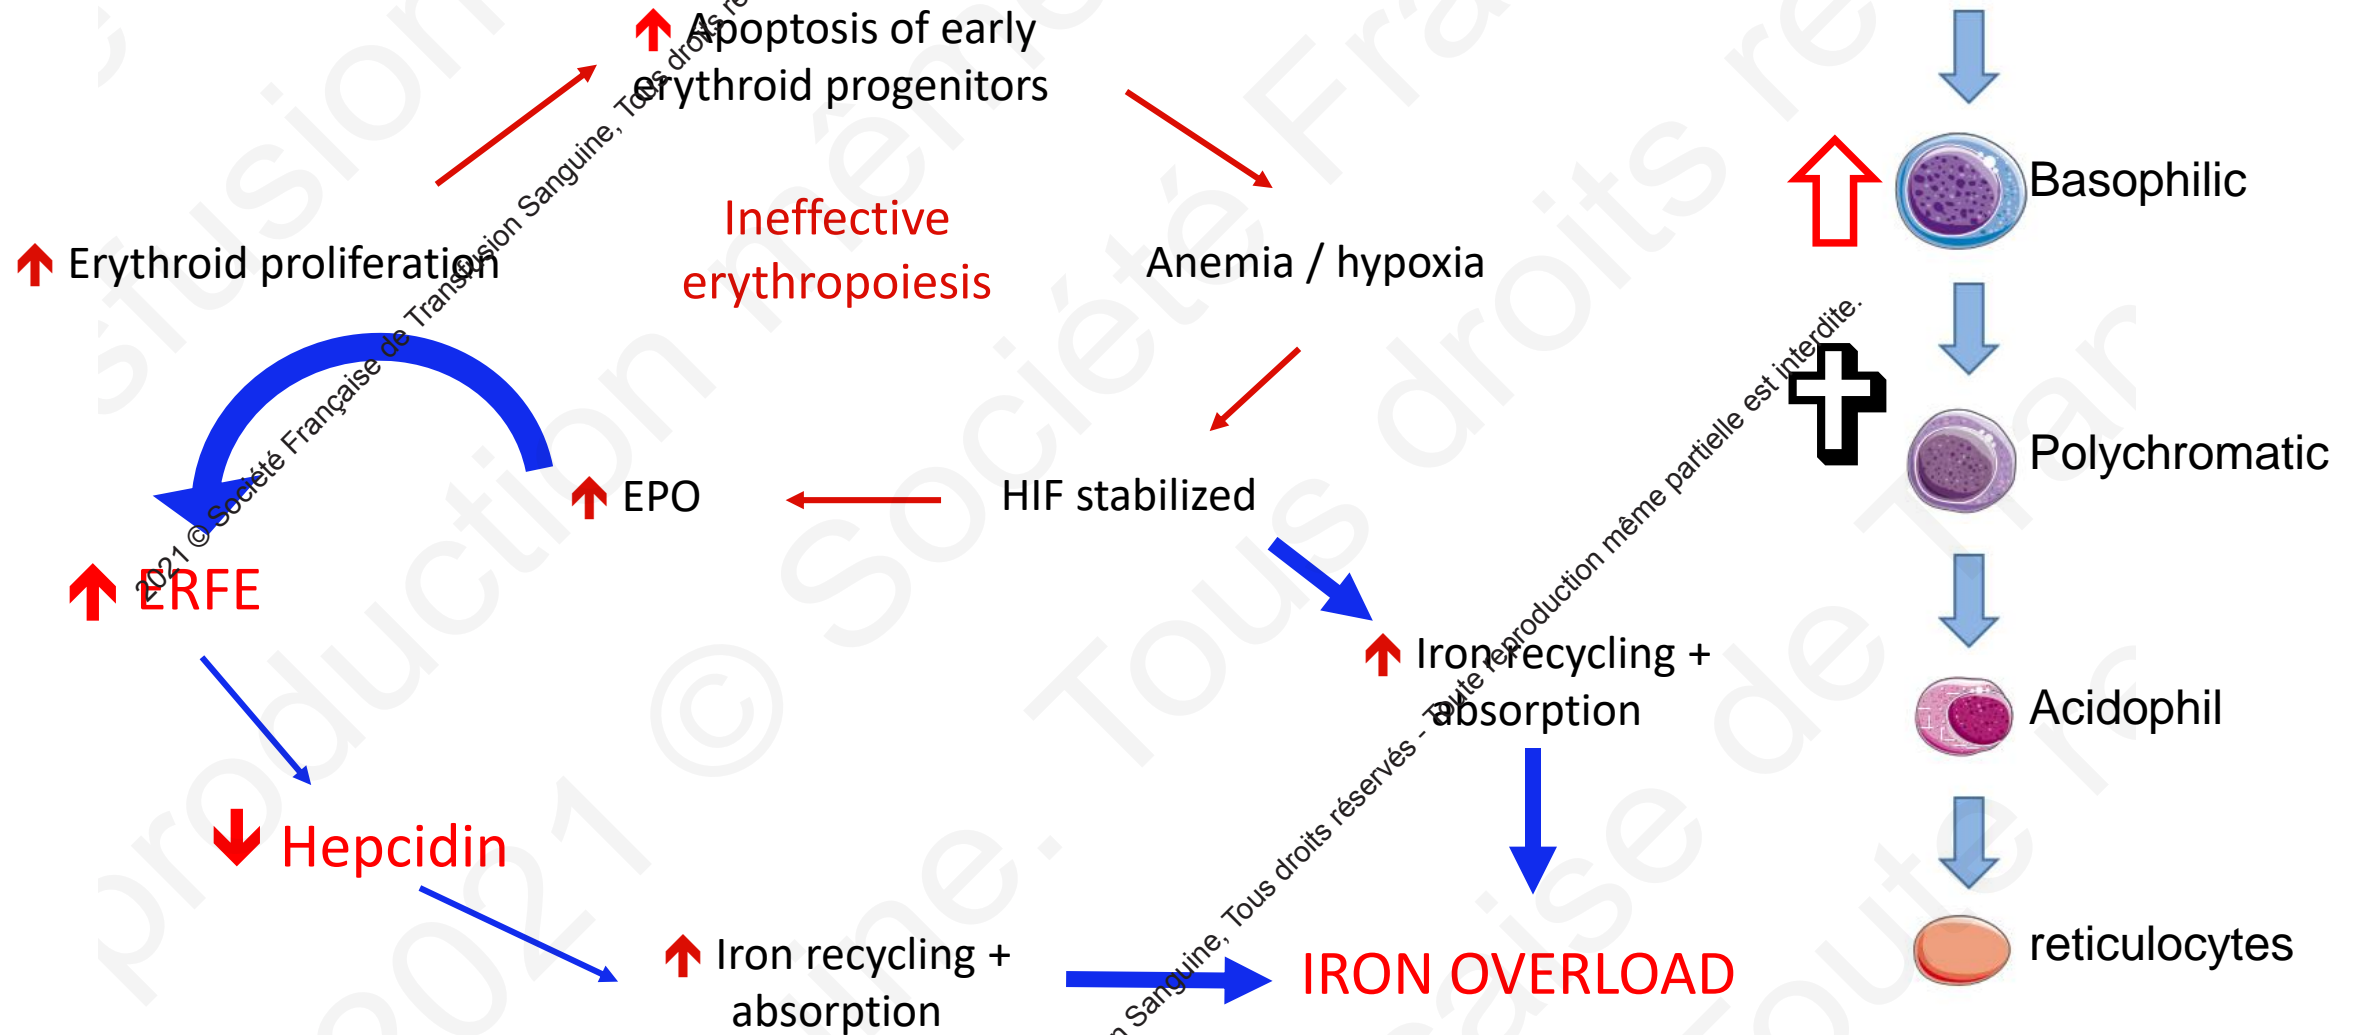 Apoptosis of early
erythroid progenitors
Ineffective
erythropoiesis
Erythroid proliferation
Anemia / hypoxia
EPO
HIF stabilized
ERFE
Iron recycling +
absorption
Hepcidin
Iron recycling +
absorption
IRON OVERLOAD
Basophilic
Polychromatic
Acidophil
reticulocytes
2021 © Société Française de Transfusion Sanguine, Tous droits
Sanguine, Tous droits réservés - Toute reproduction même partielle est interdite.